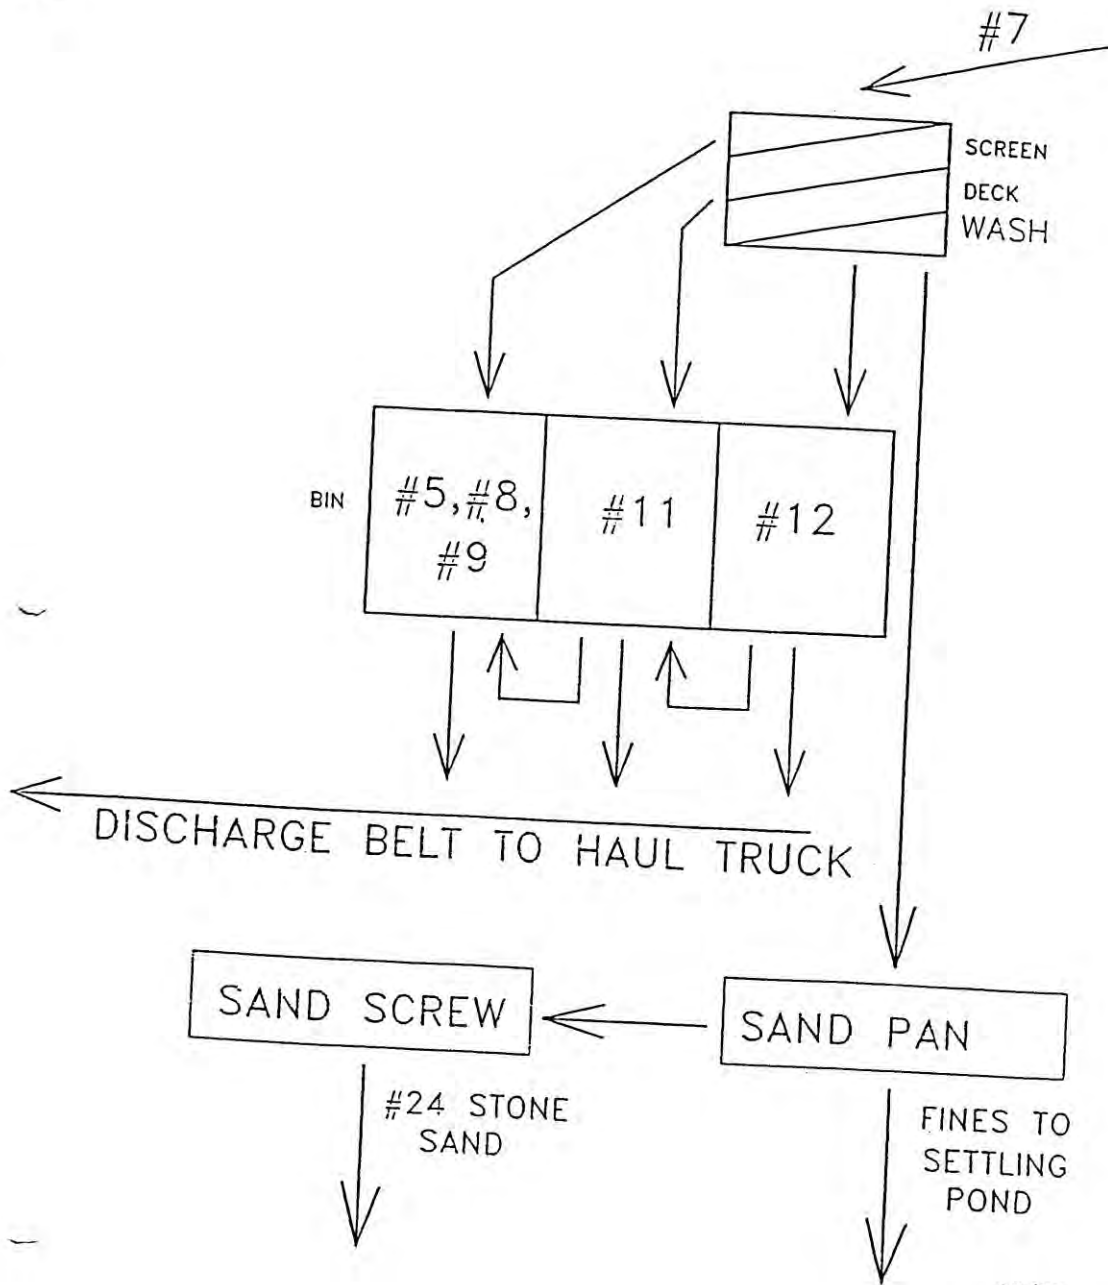 #7
SCREEN
DECK
WASH
BIN
#5,#8,
#9
#11
#12
DISCHARGE BELT TO HAUL TRUCK
SAND SCREW
SAND PAN
#24 STONE
SAND
FINES TO
SETTLING
POND